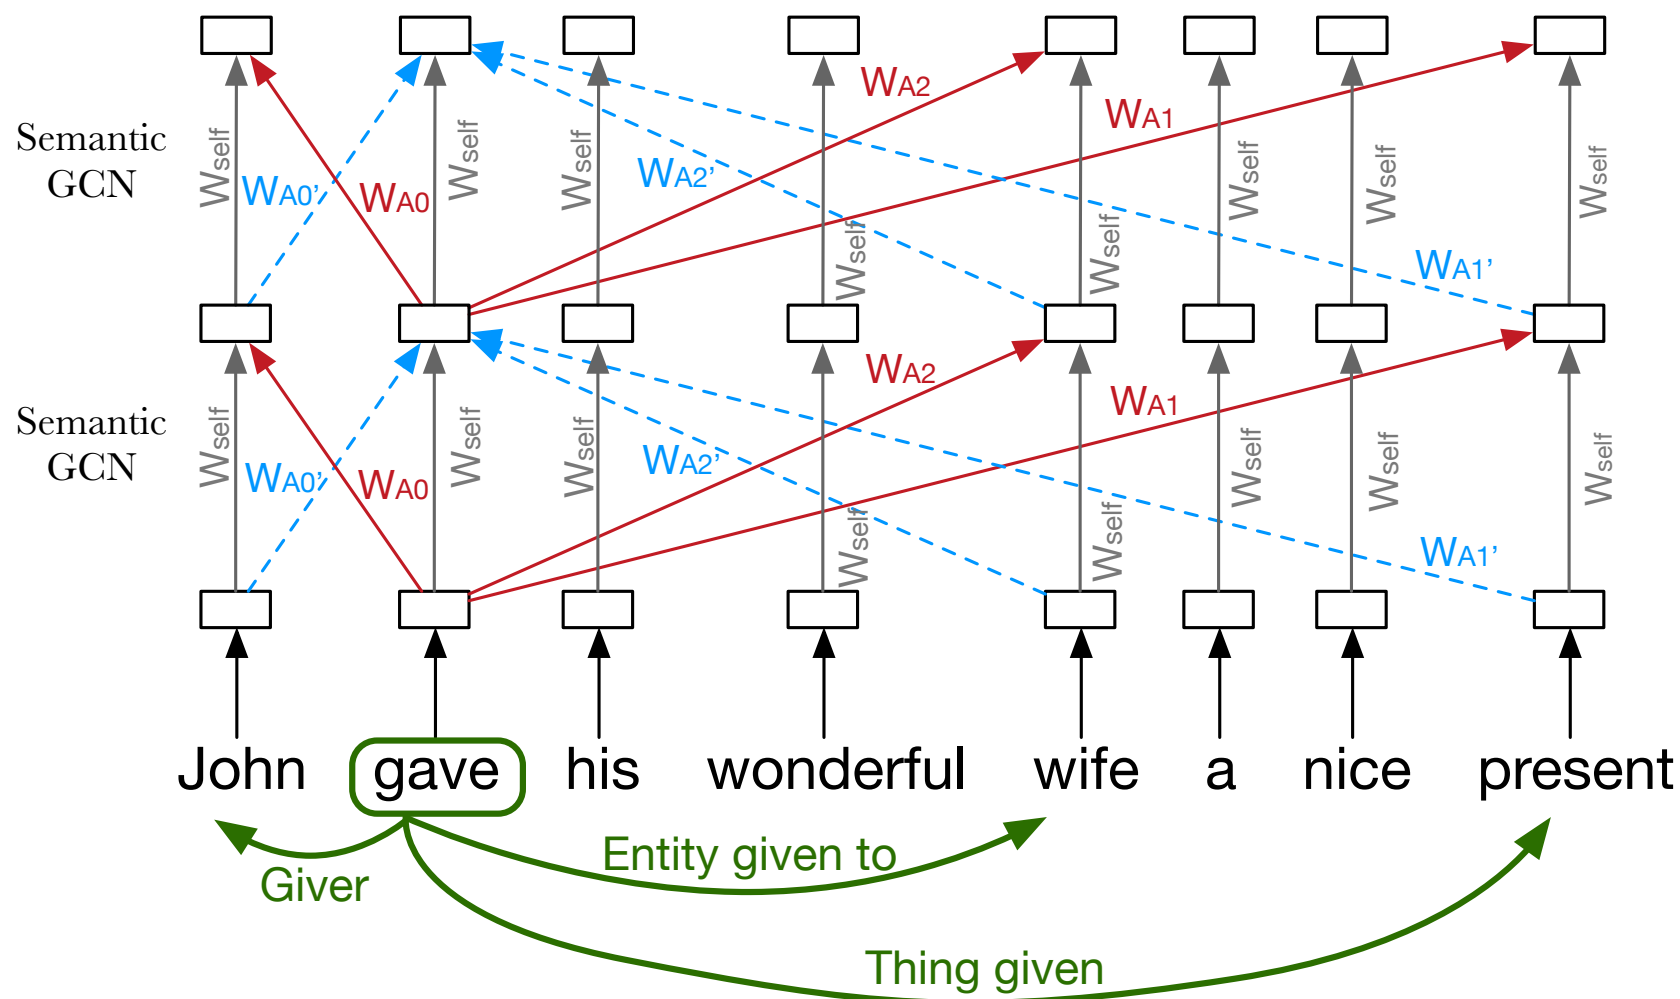 WA2
WA1
Semantic
GCN
Wself
Wself
Wself
Wself
Wself
Wself
Wself
Wself
WA0'
WA0
WA2'
WA1'
WA2
WA1
Semantic
GCN
Wself
Wself
Wself
Wself
Wself
Wself
Wself
Wself
WA0'
WA0
WA2'
WA1'
John gave his wonderful wife a nice present
Giver
Entity given to
Thing given